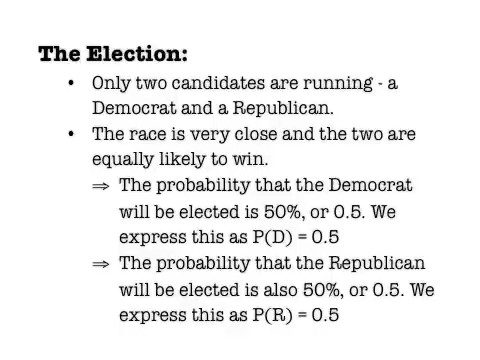 The Election:
• Only two candidates are running - a
Democrat and a Republican.
• The race is very close and the two are
equally likely to win.
⇒ The probability that the Democrat
will be elected is 50%, or 0.5. We
express this as P(D) = 0.5
⇒ The probability that the Republican
will be elected is also 50%, or 0.5. We
express this as P(R) = 0.5